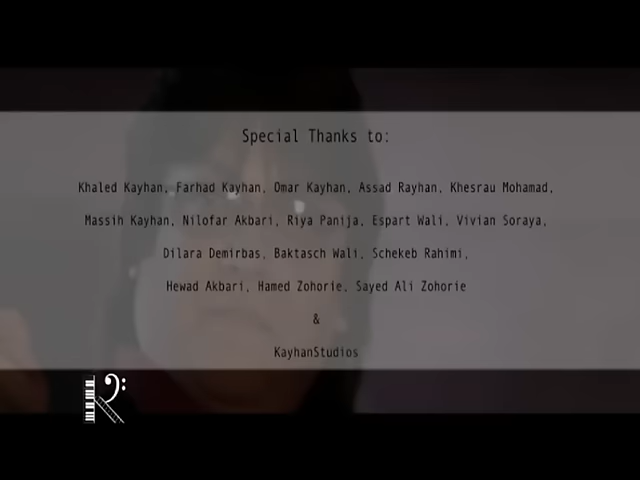 Special Thanks to:
Khaled Kayhan, Farhad Kayhan, Omar Kayhan, Assad Rayhan, Khesrau Mohamad,
Massih Kayhan, Nilofar Akbari, Riya Panija, Espart Wali, Vivian Soraya,
Dilara Demirbas, Baktasch Wali, Schekeb Rahimi,
Hewad Akbari, Hamed Zohorie, Sayed Ali Zohorie
&
KayhanStudios